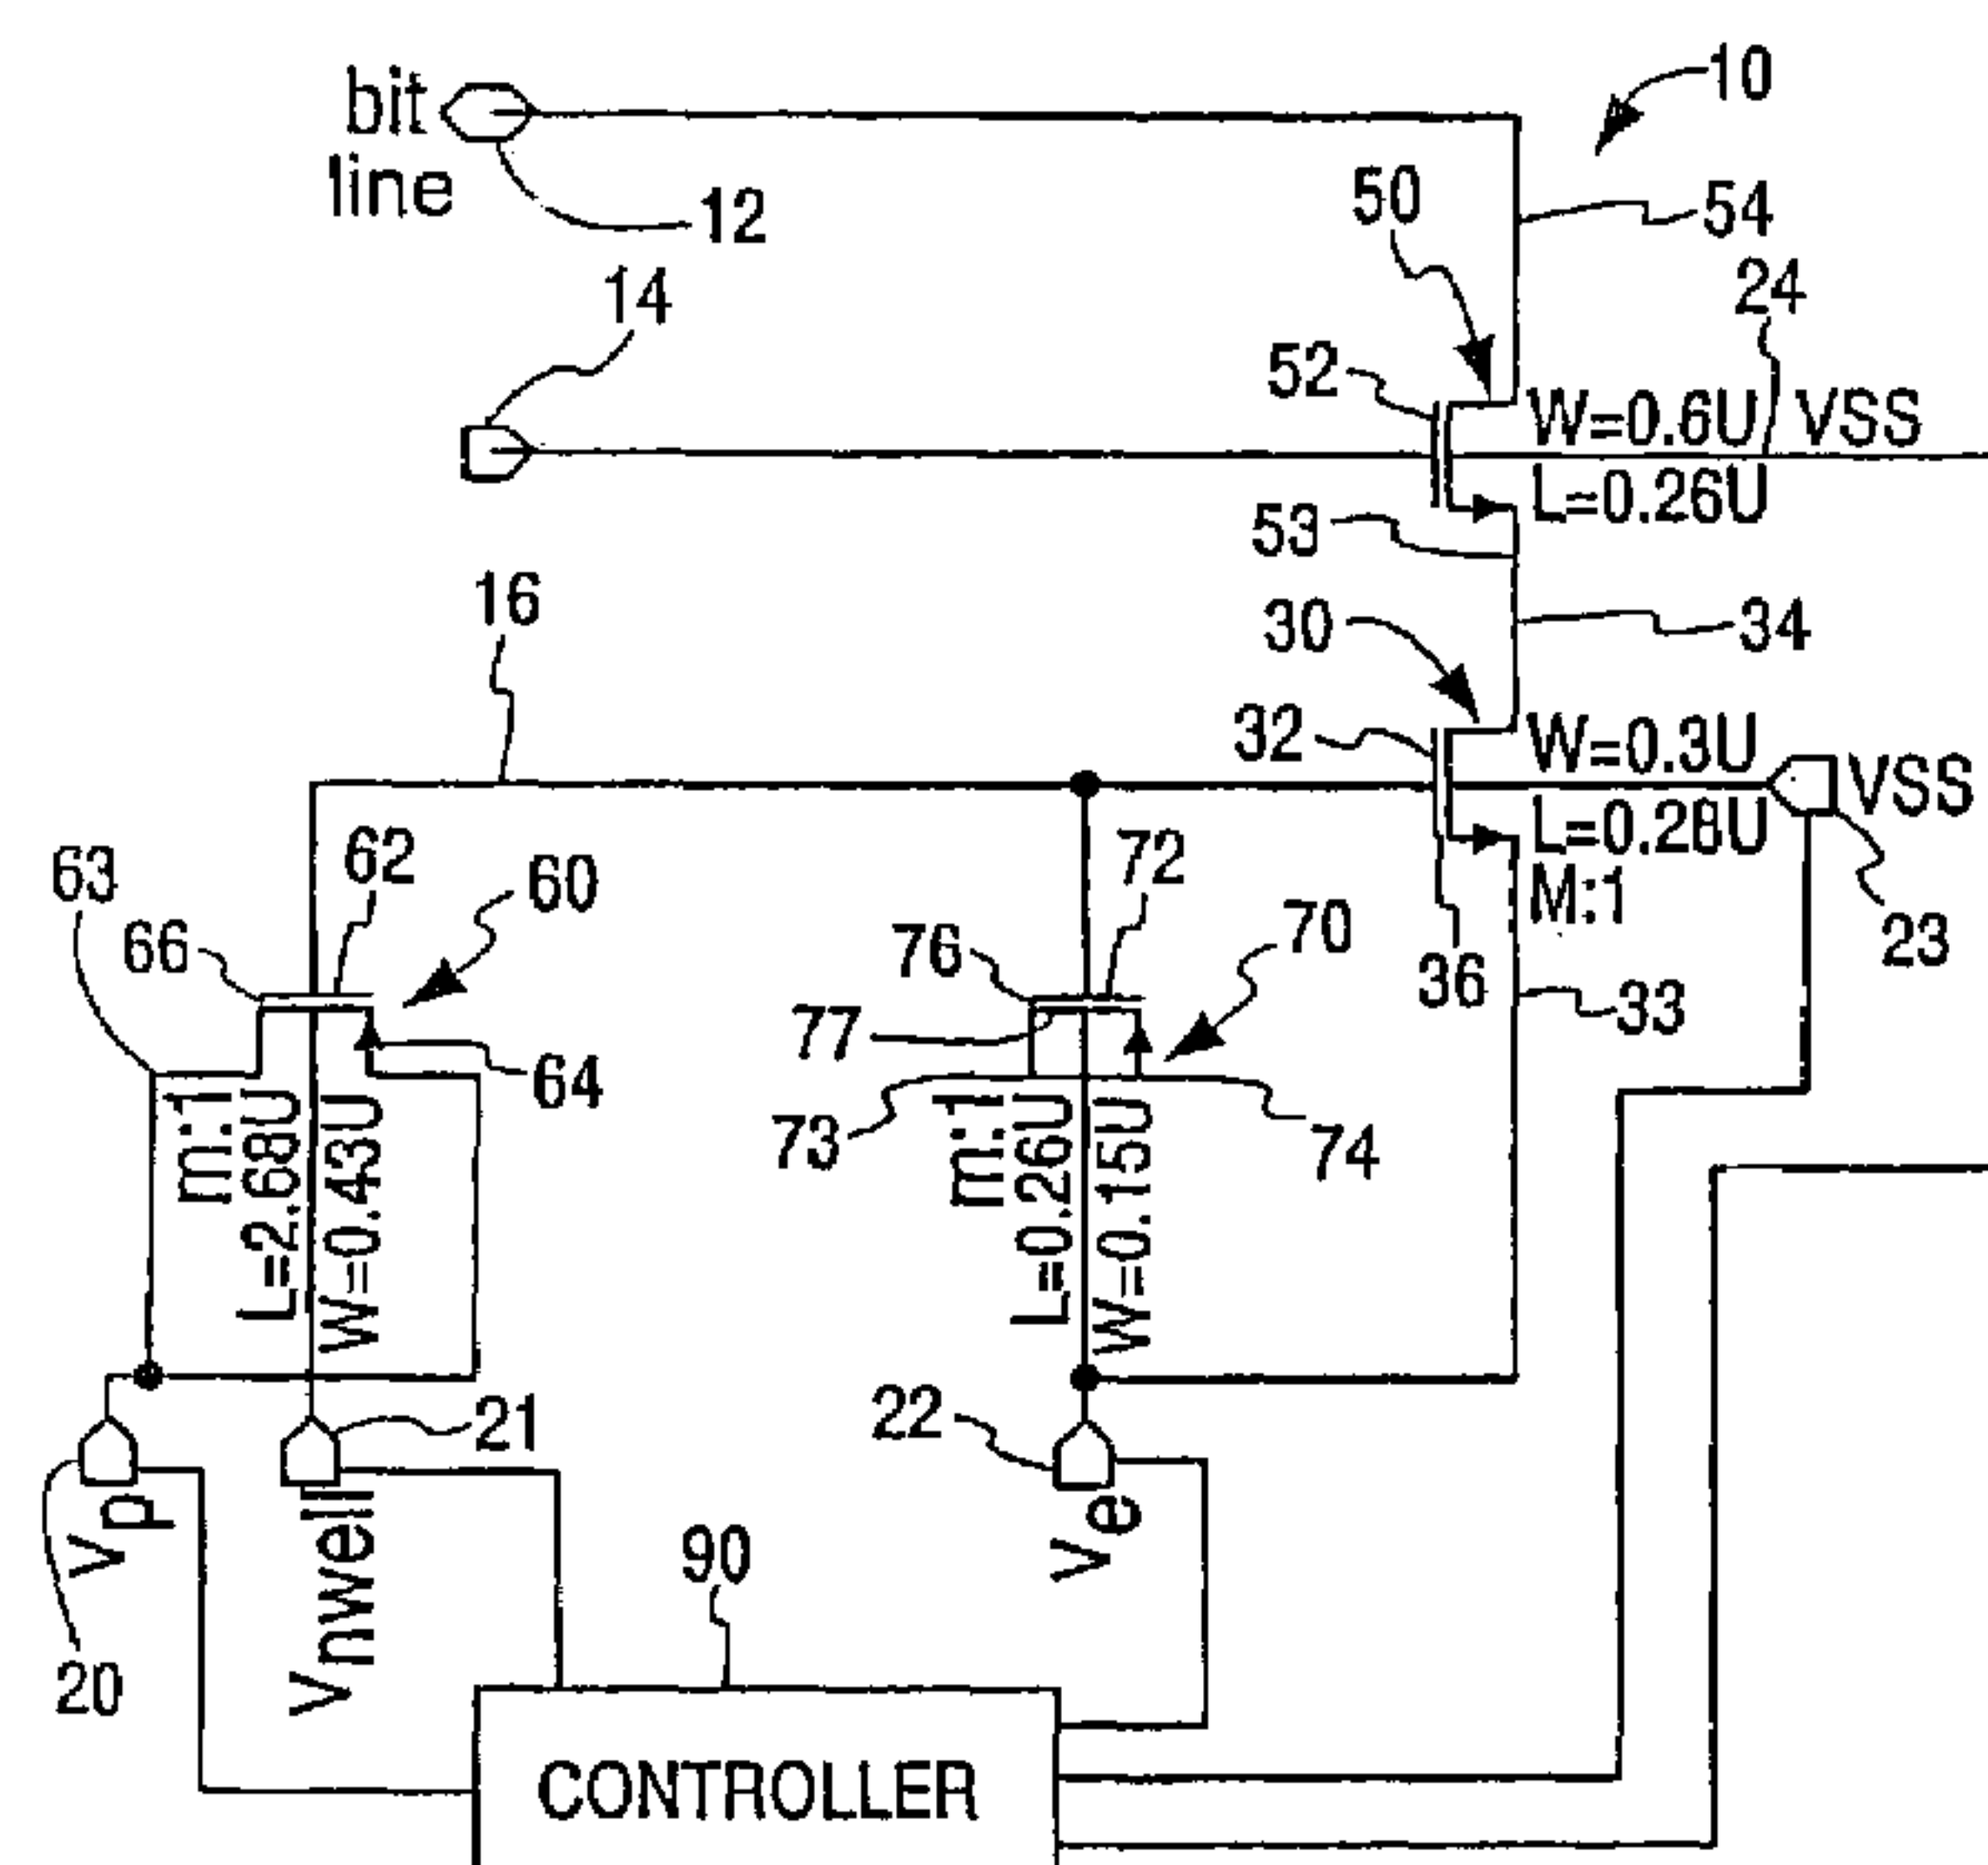 bit
line
12
14
10
50
54
24
52
W=0.6U VSS
L=0.26U
53
16
30
34
32
W=0.3U
VSS
L=0.28U
M:1
23
63
62
60
66
72
76
70
36
33
77
64
m:1
L=2.68U
W=0.43U
73
m:1
L=0.26U
W=0.15U
74
21
22
20
Vp
Vnwell
Ve
90
CONTROLLER